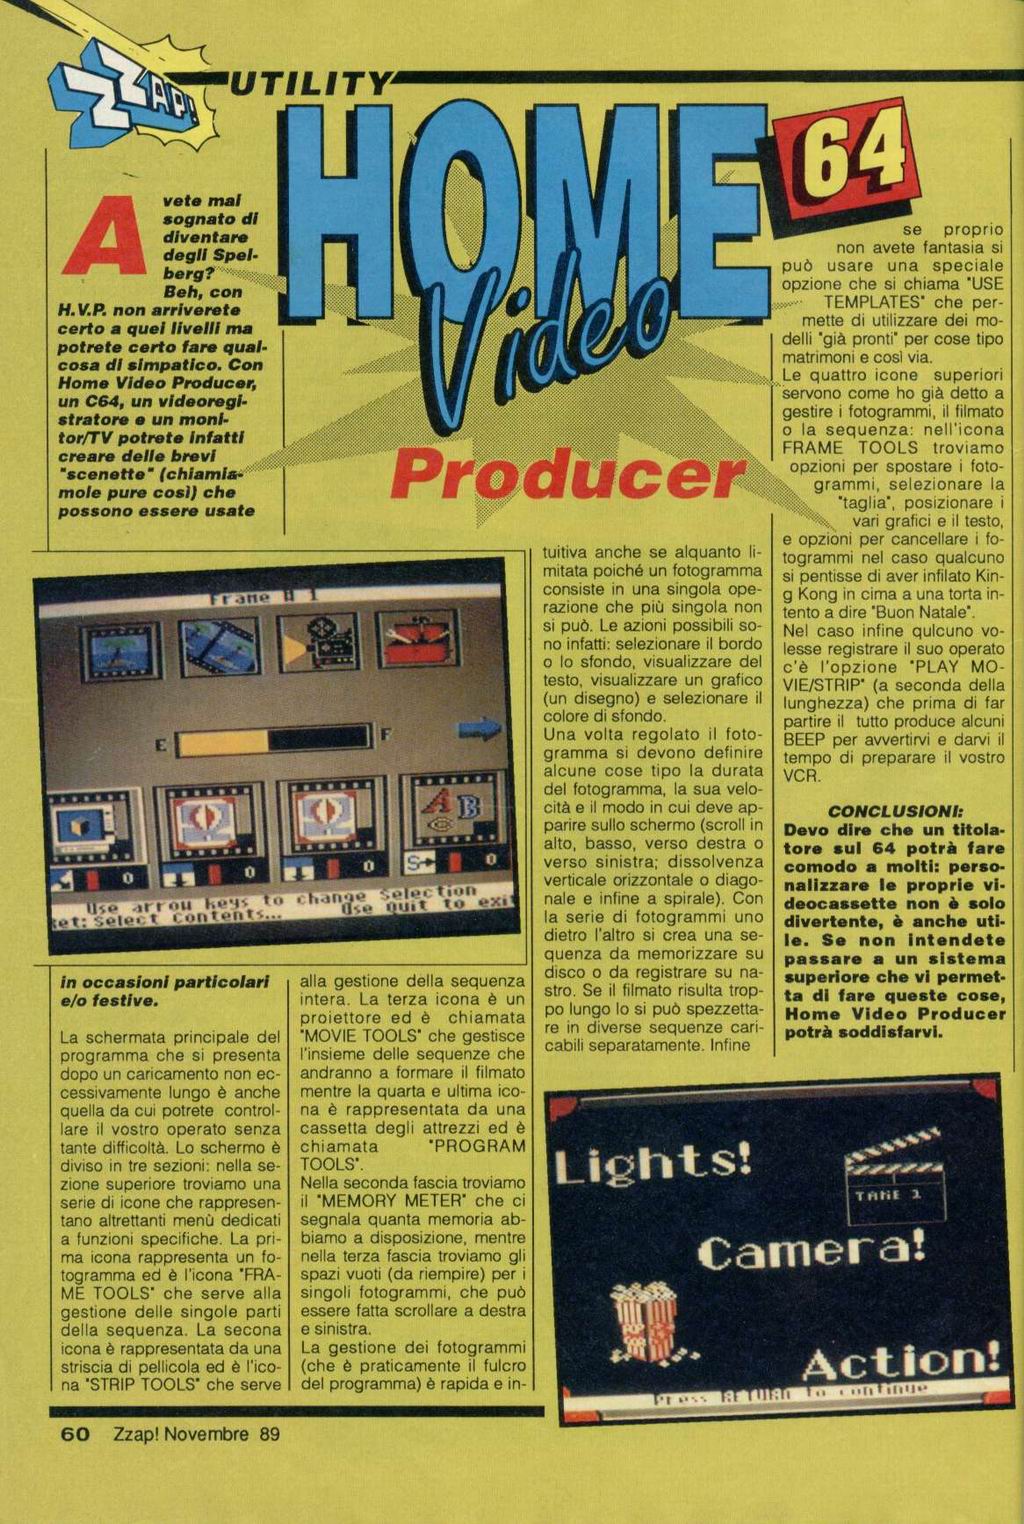 ZZAP!
UTILITY
HOME
Video
Producer
64
A
vete mai
sognato di
diventare
degli Spel-
berg?
Beh, con
H.V.P. non arriverete
certo a quei livelli ma
potrete certo fare qual-
cosa di simpatico. Con
Home Video Producer,
un C64, un videoregi-
stratore e un moni-
tor/TV potrete infatti
creare delle brevi
"scenette" (chiamia-
mole pure così) che
possono essere usate
Frame # 1
E
F
0
0
0
S
0
Use arrow keys to change Selection
et: Select Contents...
Use Quit to exi
in occasioni particolari
e/o festive.
La schermata principale del
programma che si presenta
dopo un caricamento non ec-
cessivamente lungo è anche
quella da cui potrete control-
lare il vostro operato senza
tante difficoltà. Lo schermo è
diviso in tre sezioni: nella se-
zione superiore troviamo una
serie di icone che rappresen-
tano altrettanti menù dedicati
a funzioni specifiche. La pri-
ma icona rappresenta un fo-
togramma ed è l'icona "FRA-
ME TOOLS" che serve alla
gestione delle singole parti
della sequenza. La secona
icona è rappresentata da una
striscia di pellicola ed è l'ico-
na "STRIP TOOLS" che serve
alla gestione della sequenza
intera. La terza icona è un
proiettore ed è chiamata
"MOVIE TOOLS" che gestisce
l'insieme delle sequenze che
andranno a formare il filmato
mentre la quarta e ultima ico-
na è rappresentata da una
cassetta degli attrezzi ed è
chiamata "PROGRAM
TOOLS".
Nella seconda fascia troviamo
il "MEMORY METER" che ci
segnala quanta memoria ab-
biamo a disposizione, mentre
nella terza fascia troviamo gli
spazi vuoti (da riempire) per i
singoli fotogrammi, che può
essere fatta scrollare a destra
e sinistra.
La gestione dei fotogrammi
(che è praticamente il fulcro
del programma) è rapida e in-
tuitiva anche se alquanto li-
mitata poiché un fotogramma
consiste in una singola ope-
razione che più singola non
si può. Le azioni possibili so-
no infatti: selezionare il bordo
o lo sfondo, visualizzare del
testo, visualizzare un grafico
(un disegno) e selezionare il
colore di sfondo.
Una volta regolato il foto-
gramma si devono definire
alcune cose tipo la durata
del fotogramma, la sua velo-
cità e il modo in cui deve ap-
parire sullo schermo (scroll in
alto, basso, verso destra o
verso sinistra; dissolvenza
verticale orizzontale o diago-
nale e infine a spirale). Con
la serie di fotogrammi uno
dietro l'altro si crea una se-
quenza da memorizzare su
disco o da registrare su na-
stro. Se il filmato risulta trop-
po lungo lo si può spezzetta-
re in diverse sequenze cari-
cabili separatamente. Infine
se proprio
non avete fantasia si
può usare una speciale
opzione che si chiama "USE
TEMPLATES" che per-
mette di utilizzare dei mo-
delli "già pronti" per cose tipo
matrimoni e così via.
Le quattro icone superiori
servono come ho già detto a
gestire i fotogrammi, il filmato
o la sequenza: nell'icona
FRAME TOOLS troviamo
opzioni per spostare i foto-
grammi, selezionare la
"taglia", posizionare i
vari grafici e il testo,
e opzioni per cancellare i fo-
togrammi nel caso qualcuno
si pentisse di aver infilato Kin-
g Kong in cima a una torta in-
tento a dire "Buon Natale".
Nel caso infine qulcuno vo-
lesse registrare il suo operato
c'è l'opzione "PLAY MO-
VIE/STRIP" (a seconda della
lunghezza) che prima di far
partire il tutto produce alcuni
BEEP per avvertirvi e darvi il
tempo di preparare il vostro
VCR.
CONCLUSIONI:
Devo dire che un titola-
tore sul 64 potrà fare
comodo a molti: perso-
nalizzare le proprie vi-
deocassette non è solo
divertente, è anche uti-
le. Se non intendete
passare a un sistema
superiore che vi permet-
ta di fare queste cose,
Home Video Producer
potrà soddisfarvi.
Lights!
TAKE 1
Camera!
Action!
Press RETURN to continue
60 Zzap! Novembre 89